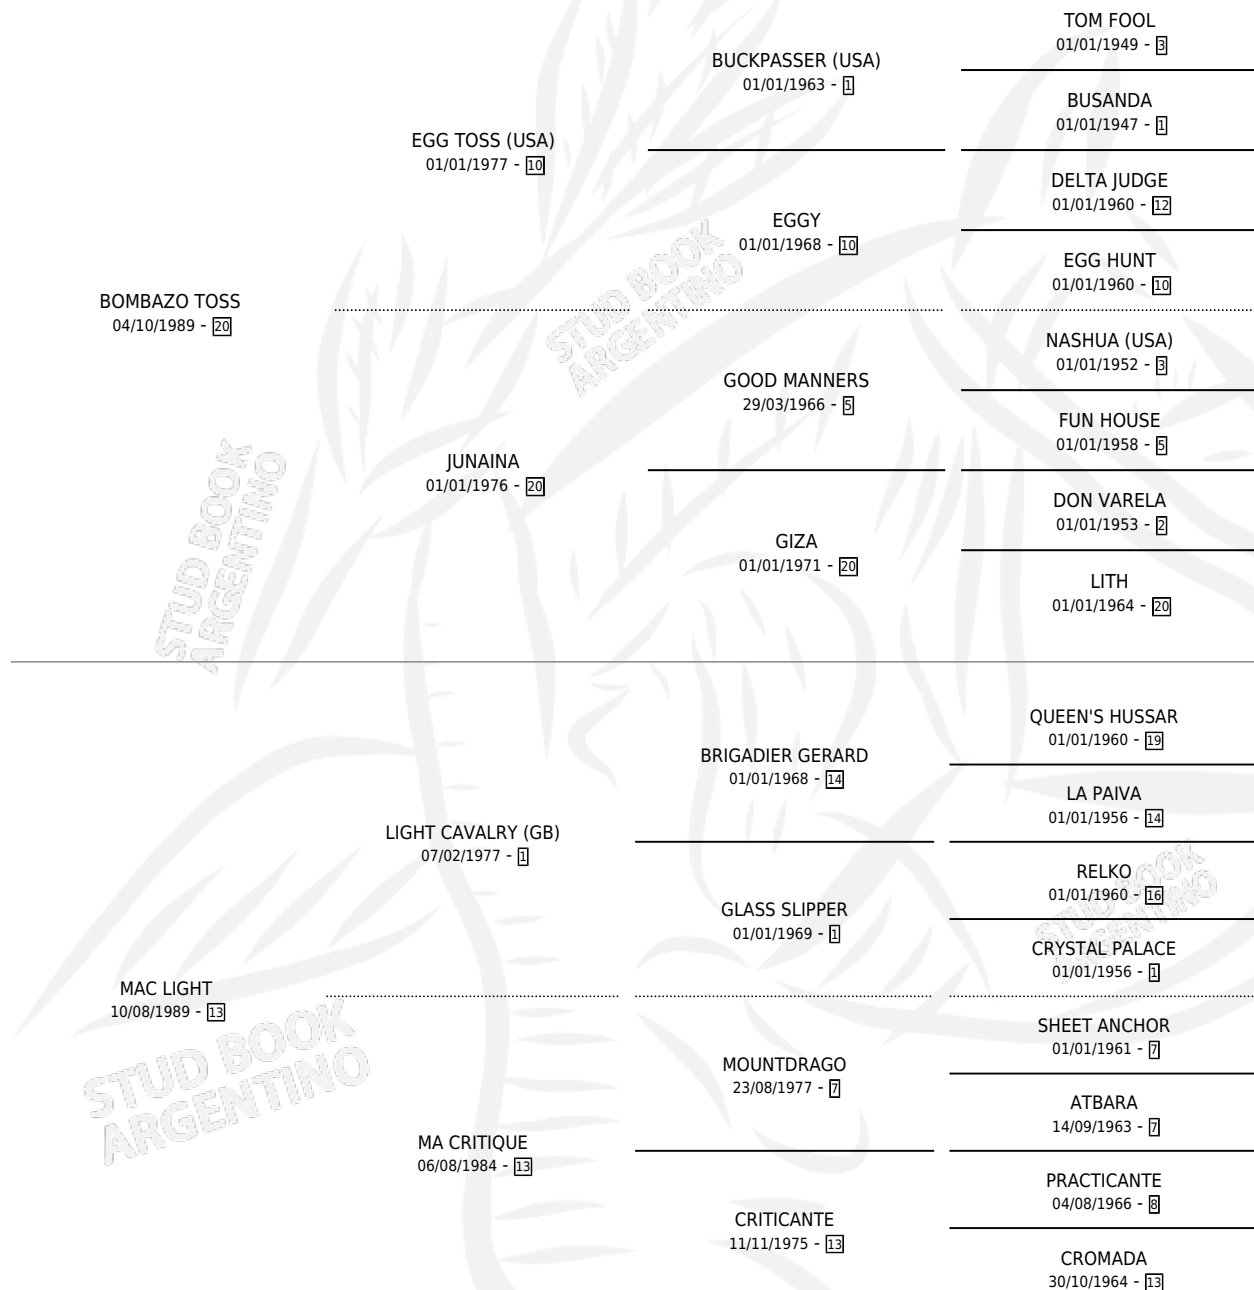 TOM FOOL
01/01/1949 - 3
BUCKPASSER (USA)
01/01/1963 - 1
BUSANDA
01/01/1947 - 1
EGG TOSS (USA)
01/01/1977 - 10
DELTA JUDGE
01/01/1960 - 12
EGGY
01/01/1968 - 10
EGG HUNT
01/01/1960 - 10
BOMBAZO TOSS
04/10/1989 - 20
NASHUA (USA)
01/01/1952 - 3
GOOD MANNERS
29/03/1966 - 5
FUN HOUSE
01/01/1958 - 5
JUNAINA
01/01/1976 - 20
DON VARELA
01/01/1953 - 2
GIZA
01/01/1971 - 20
LITH
01/01/1964 - 20
QUEEN'S HUSSAR
01/01/1960 - 19
BRIGADIER GERARD
01/01/1968 - 14
LA PAIVA
01/01/1956 - 14
LIGHT CAVALRY (GB)
07/02/1977 - 1
RELKO
01/01/1960 - 16
GLASS SLIPPER
01/01/1969 - 1
CRYSTAL PALACE
01/01/1956 - 1
MAC LIGHT
10/08/1989 - 13
SHEET ANCHOR
01/01/1961 - 7
MOUNTDRAGO
23/08/1977 - 7
ATBARA
14/09/1963 - 7
MA CRITIQUE
06/08/1984 - 13
PRACTICANTE
04/08/1966 - 8
CRITICANTE
11/11/1975 - 13
CROMADA
30/10/1964 - 13
STUD BOOK
ARGENTINO
STUD BOOK
ARGENTINO
STUD BOOK
ARGENTINO
STUD BOOK
ARGENTINO